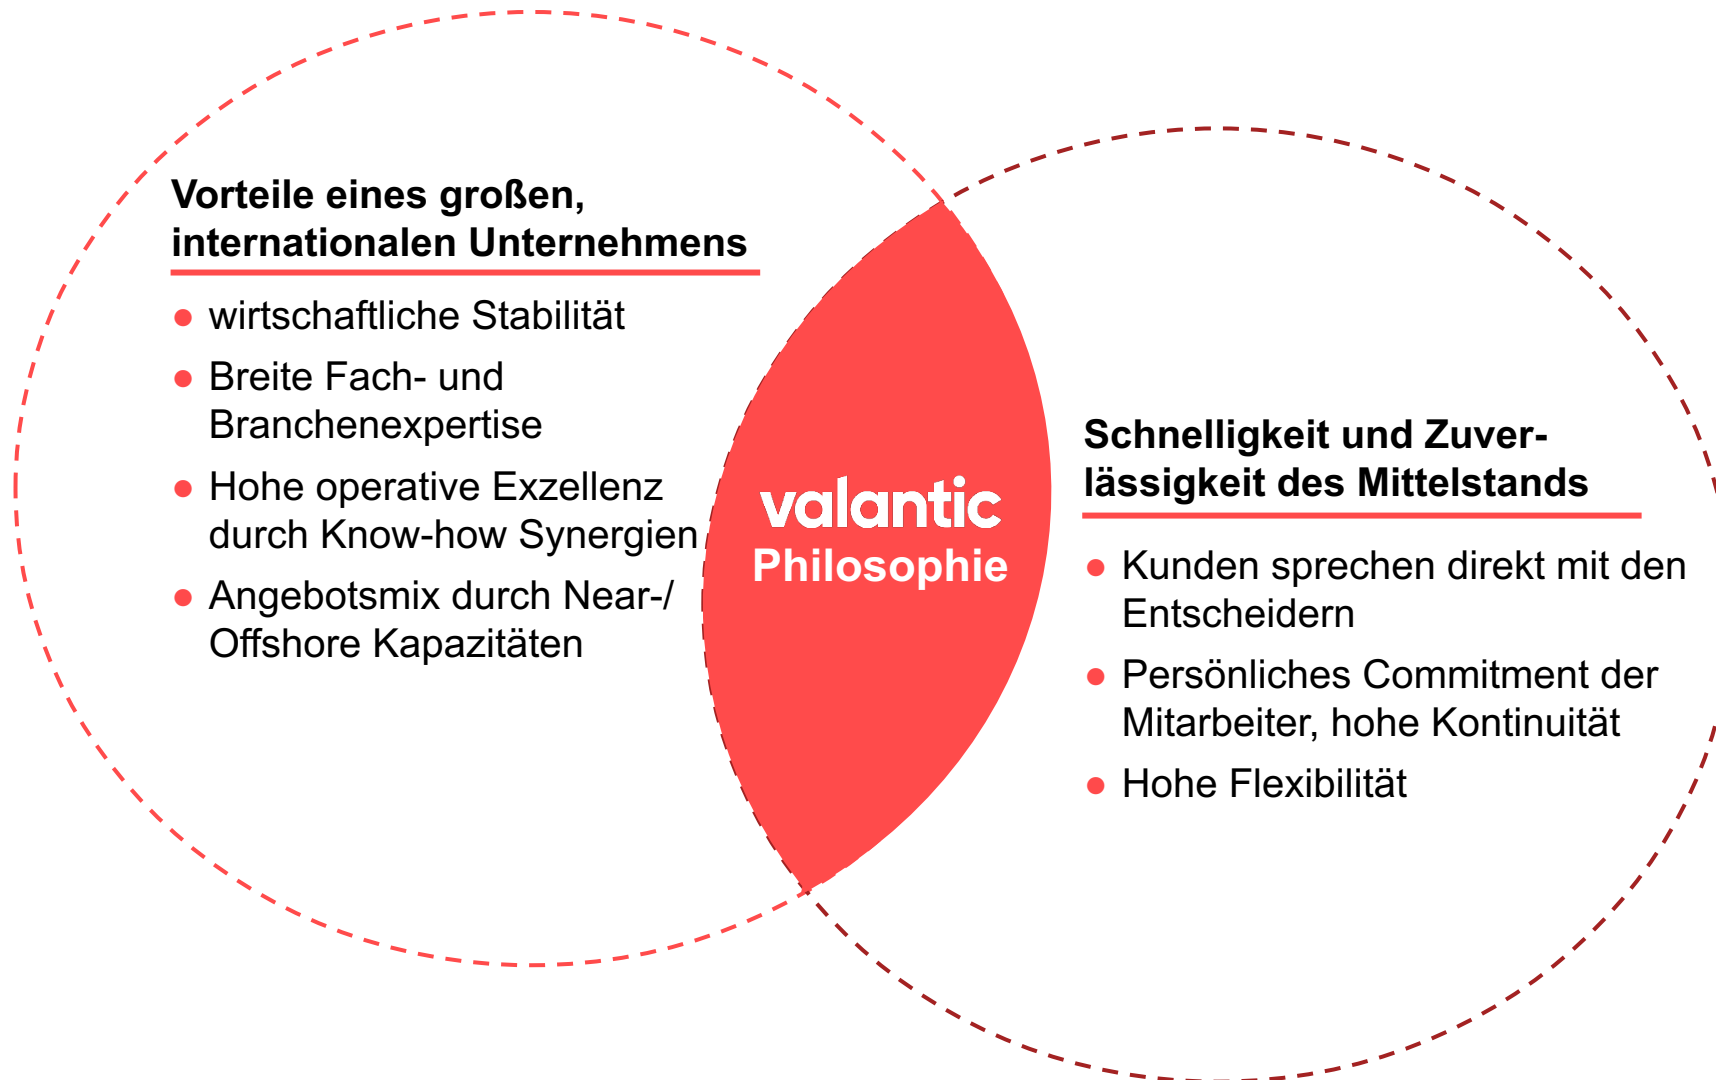 Vorteile eines großen,
internationalen Unternehmens
● wirtschaftliche Stabilität
● Breite Fach- und
Branchenexpertise
● Hohe operative Exzellenz
durch Know-how Synergien
● Angebotsmix durch Near-/
Offshore Kapazitäten
valantic
Philosophie
Schnelligkeit und Zuver-
lässigkeit des Mittelstands
● Kunden sprechen direkt mit den
Entscheidern
● Persönliches Commitment der
Mitarbeiter, hohe Kontinuität
● Hohe Flexibilität